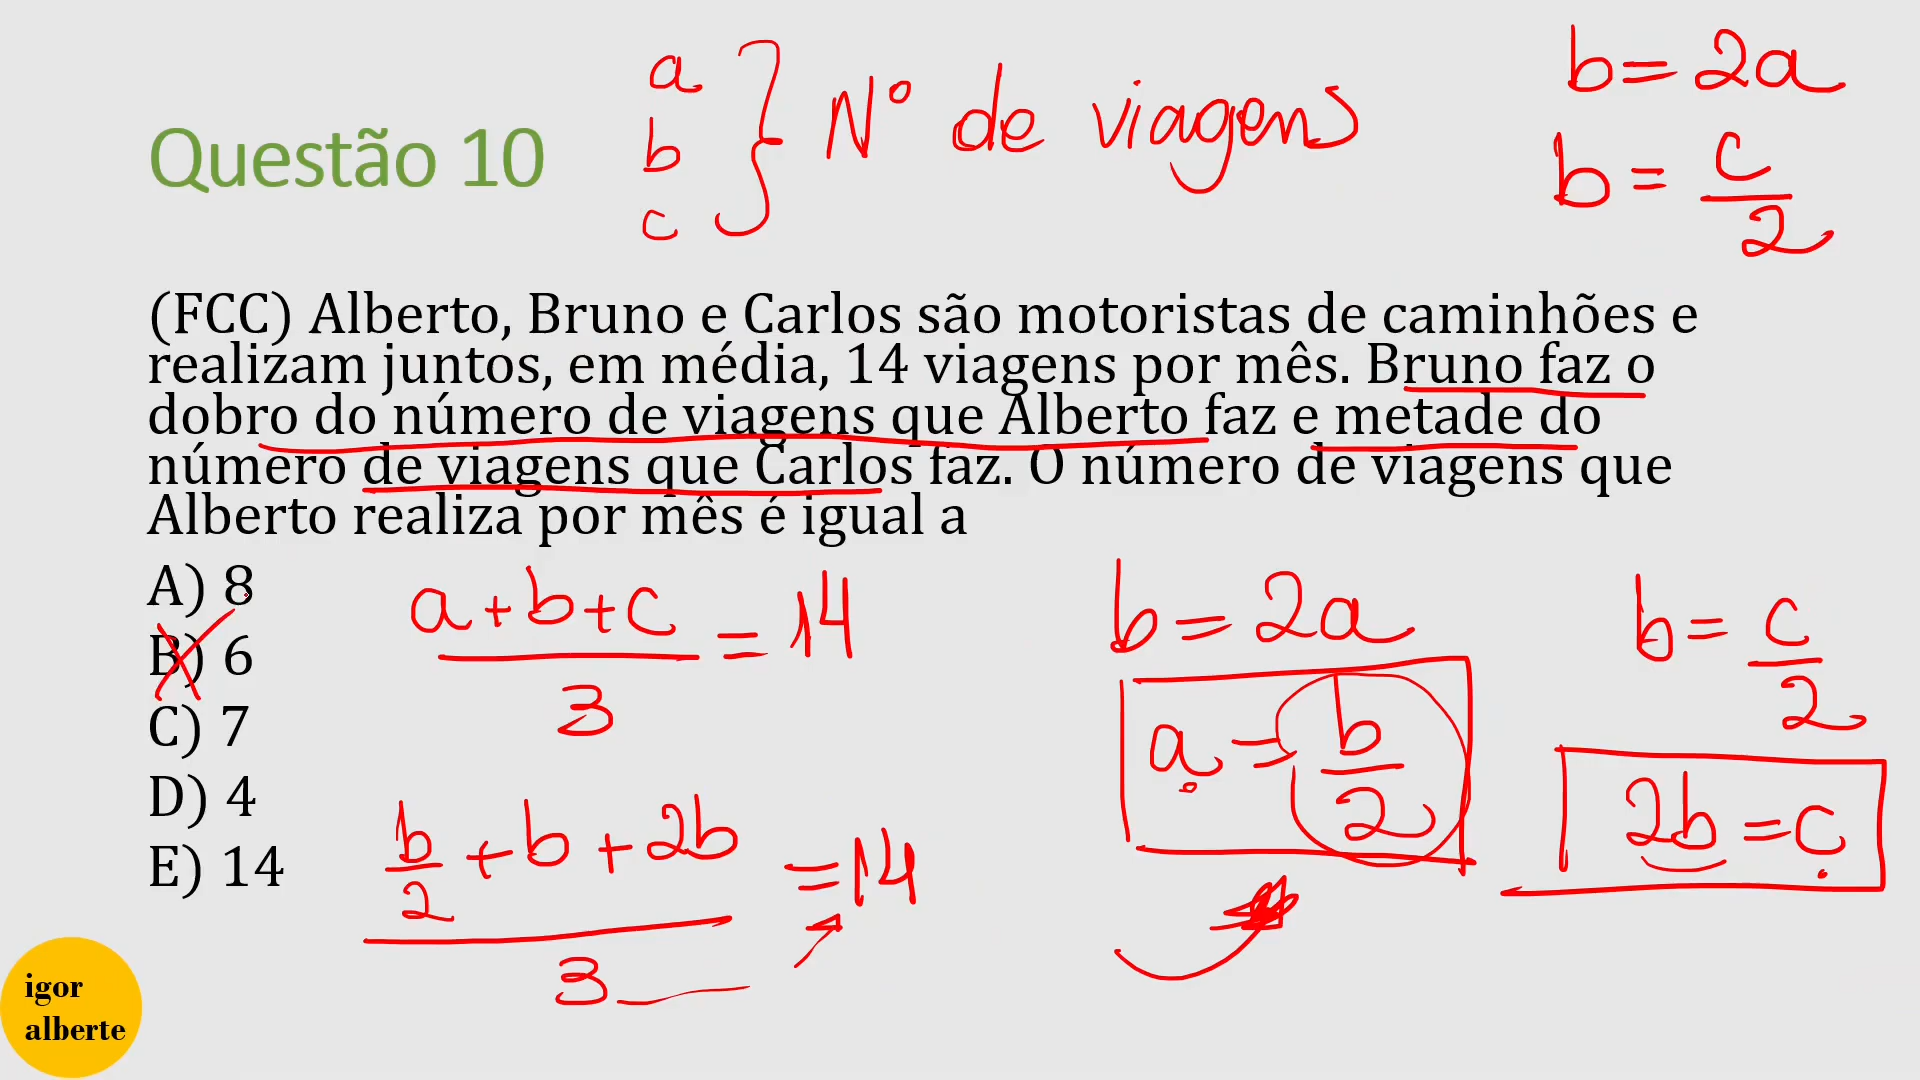 a
b
c
Nº de viagens
b = 2a
b = c/2
Questão 10
(FCC) Alberto, Bruno e Carlos são motoristas de caminhões e
realizam juntos, em média, 14 viagens por mês. Bruno faz o
dobro do número de viagens que Alberto faz e metade do
número de viagens que Carlos faz. O número de viagens que
Alberto realiza por mês é igual a
A) 8
B) 6
C) 7
D) 4
E) 14
a+b+c/3 = 14
b/2 + b + 2b/3 = 14
b = 2a
a = b/2
b = c/2
2b = c
igor
alberte